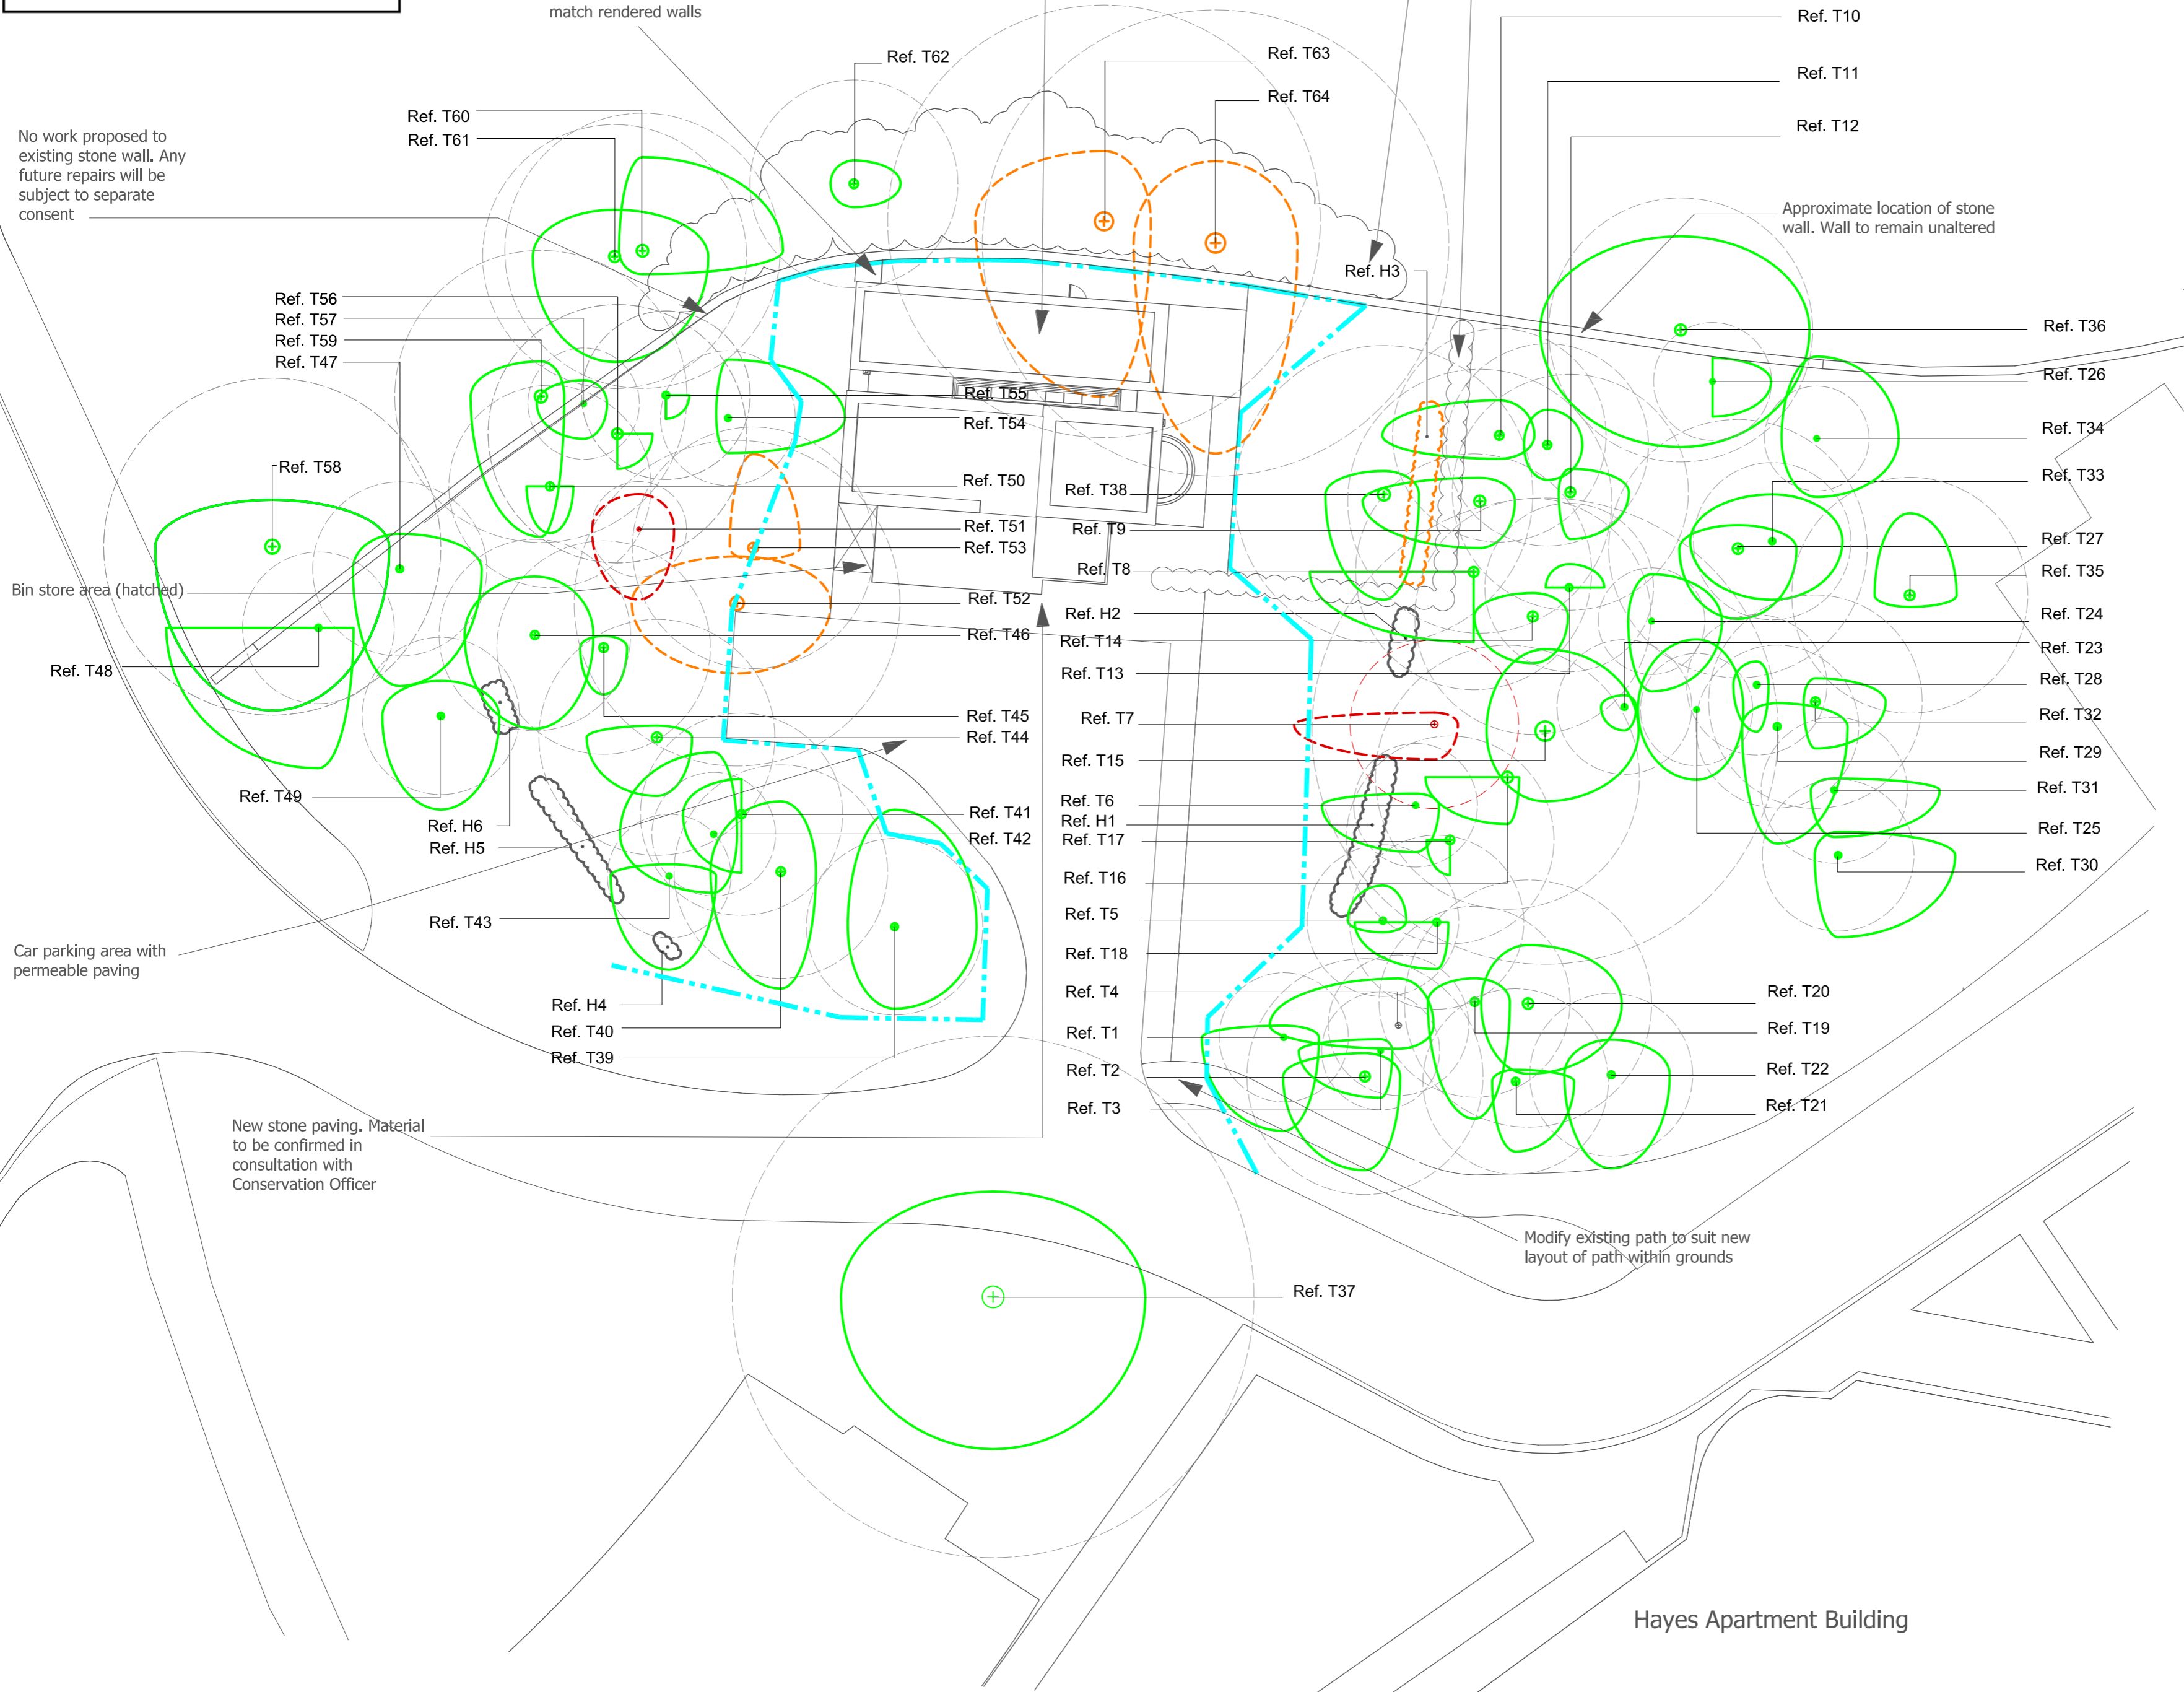 match rendered walls
Ref. T10
Ref. T62
Ref. T63
Ref. T11
Ref. T64
Ref. T60
Ref. T61
Ref. T12
No work proposed to
existing stone wall. Any
future repairs will be
subject to separate
consent
Approximate location of stone
wall. Wall to remain unaltered
Ref. H3
Ref. T56
Ref. T57
Ref. T59
Ref. T47
Ref. T36
Ref. T26
Ref. T55
Ref. T54
Ref. T34
Ref. T58
Ref. T50
Ref. T38
Ref. T33
Ref. T51
Ref. T9
Ref. T53
Ref. T27
Bin store area (hatched)
Ref. T8
Ref. T35
Ref. T52
Ref. H2
Ref. T24
Ref. T46
Ref. T14
Ref. T23
Ref. T48
Ref. T13
Ref. T28
Ref. T45
Ref. T7
Ref. T32
Ref. T44
Ref. T15
Ref. T29
Ref. T49
Ref. T6
Ref. T31
Ref. T41
Ref. H1
Ref. H6
Ref. T42
Ref. T17
Ref. T25
Ref. H5
Ref. T16
Ref. T30
Ref. T43
Ref. T5
Car parking area with
permeable paving
Ref. T18
Ref. H4
Ref. T4
Ref. T20
Ref. T40
Ref. T1
Ref. T19
Ref. T39
Ref. T2
Ref. T22
Ref. T3
Ref. T21
New stone paving. Material
to be confirmed in
consultation with
Conservation Officer
Modify existing path to suit new
layout of path within grounds
Ref. T37
Hayes Apartment Building